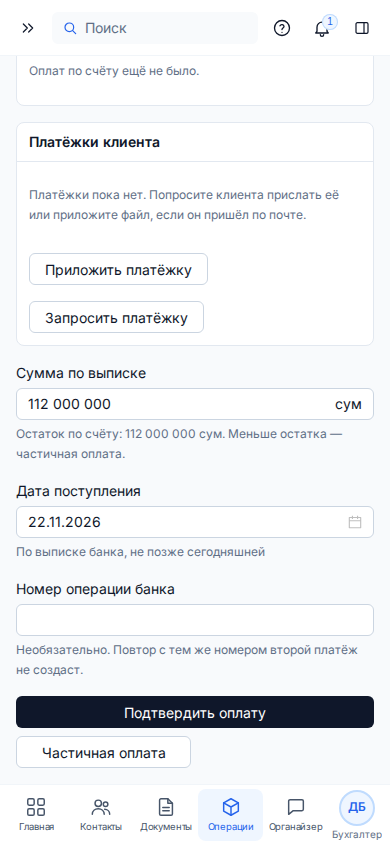 Поиск
1
Оплат по счёту ещё не было.
Платёжки клиента
Платёжки пока нет. Попросите клиента прислать её
или приложите файл, если он пришёл по почте.
Приложить платёжку
Запросить платёжку
Сумма по выписке
112 000 000 сум
Остаток по счёту: 112 000 000 сум. Меньше остатка —
частичная оплата.
Дата поступления
22.11.2026
По выписке банка, не позже сегодняшней
Номер операции банка
Необязательно. Повтор с тем же номером второй платёж
не создаст.
Подтвердить оплату
Частичная оплата
ДБ
Главная Контакты Документы Операции Органайзер Бухгалтер